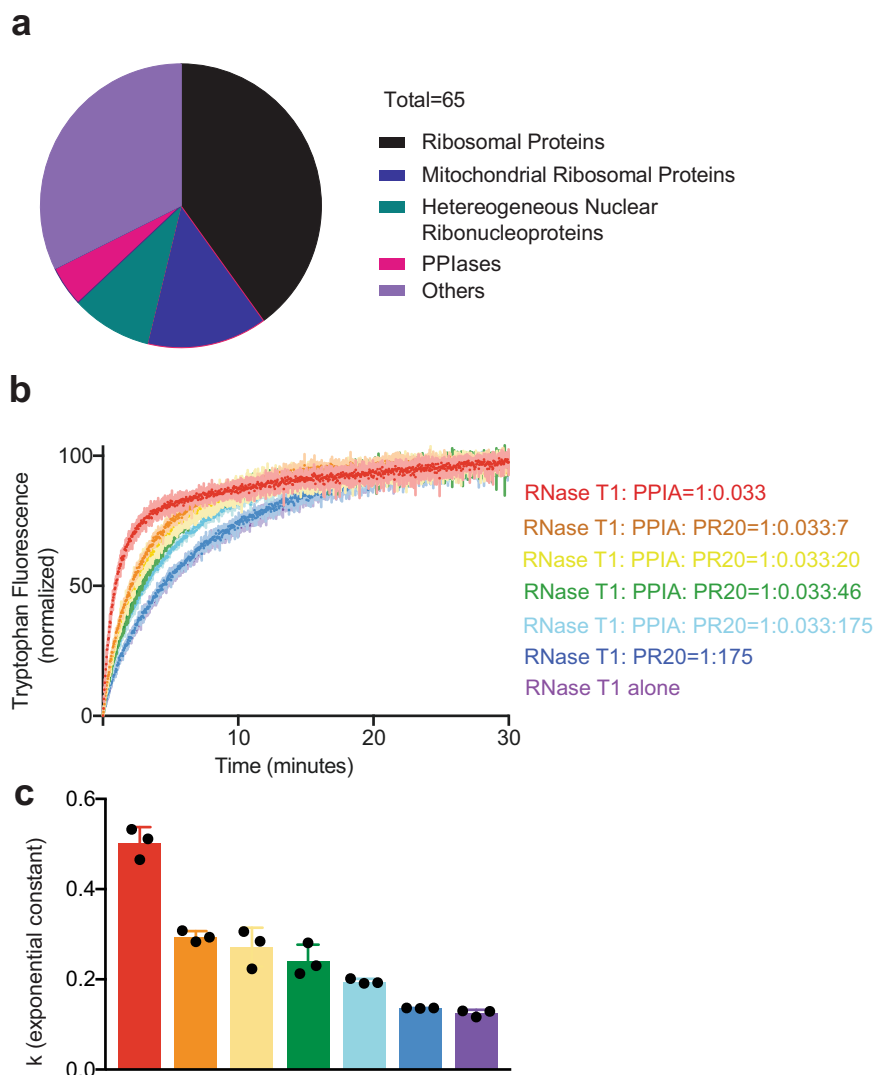 a
Total=65
Ribosomal Proteins
Mitochondrial Ribosomal Proteins
Hetereogeneous Nuclear
Ribonucleoproteins
PPIases
Others
b
100
50
0
10
20
30
Tryptophan Fluorescence
(normalized)
Time (minutes)
RNase T1: PPIA=1:0.033
RNase T1: PPIA: PR20=1:0.033:7
RNase T1: PPIA: PR20=1:0.033:20
RNase T1: PPIA: PR20=1:0.033:46
RNase T1: PPIA: PR20=1:0.033:175
RNase T1: PR20=1:175
RNase T1 alone
c
0.6
0.4
0.2
0.0
k (exponential constant)